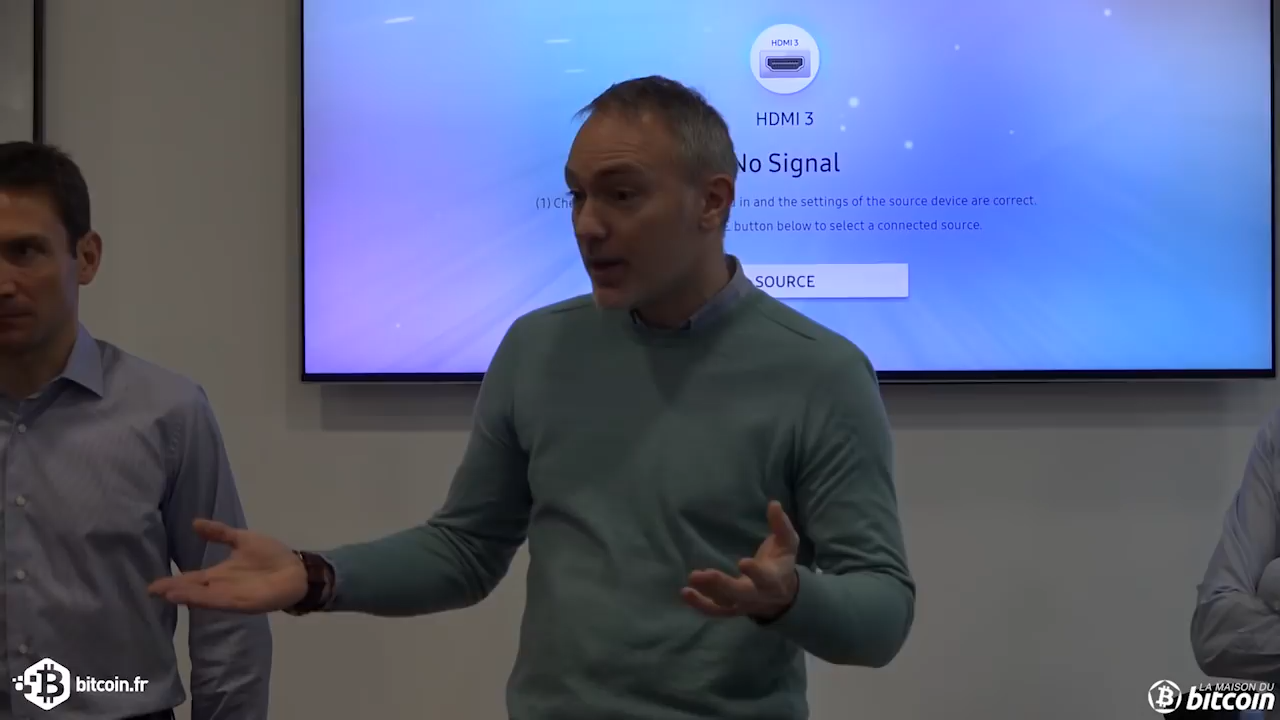 HDMI 3
HDMI 3
No Signal
(1) in and the settings of the source device are correct.
button below to select a connected source.
SOURCE
bitcoin.fr
LA MAISON DU
bitcoin